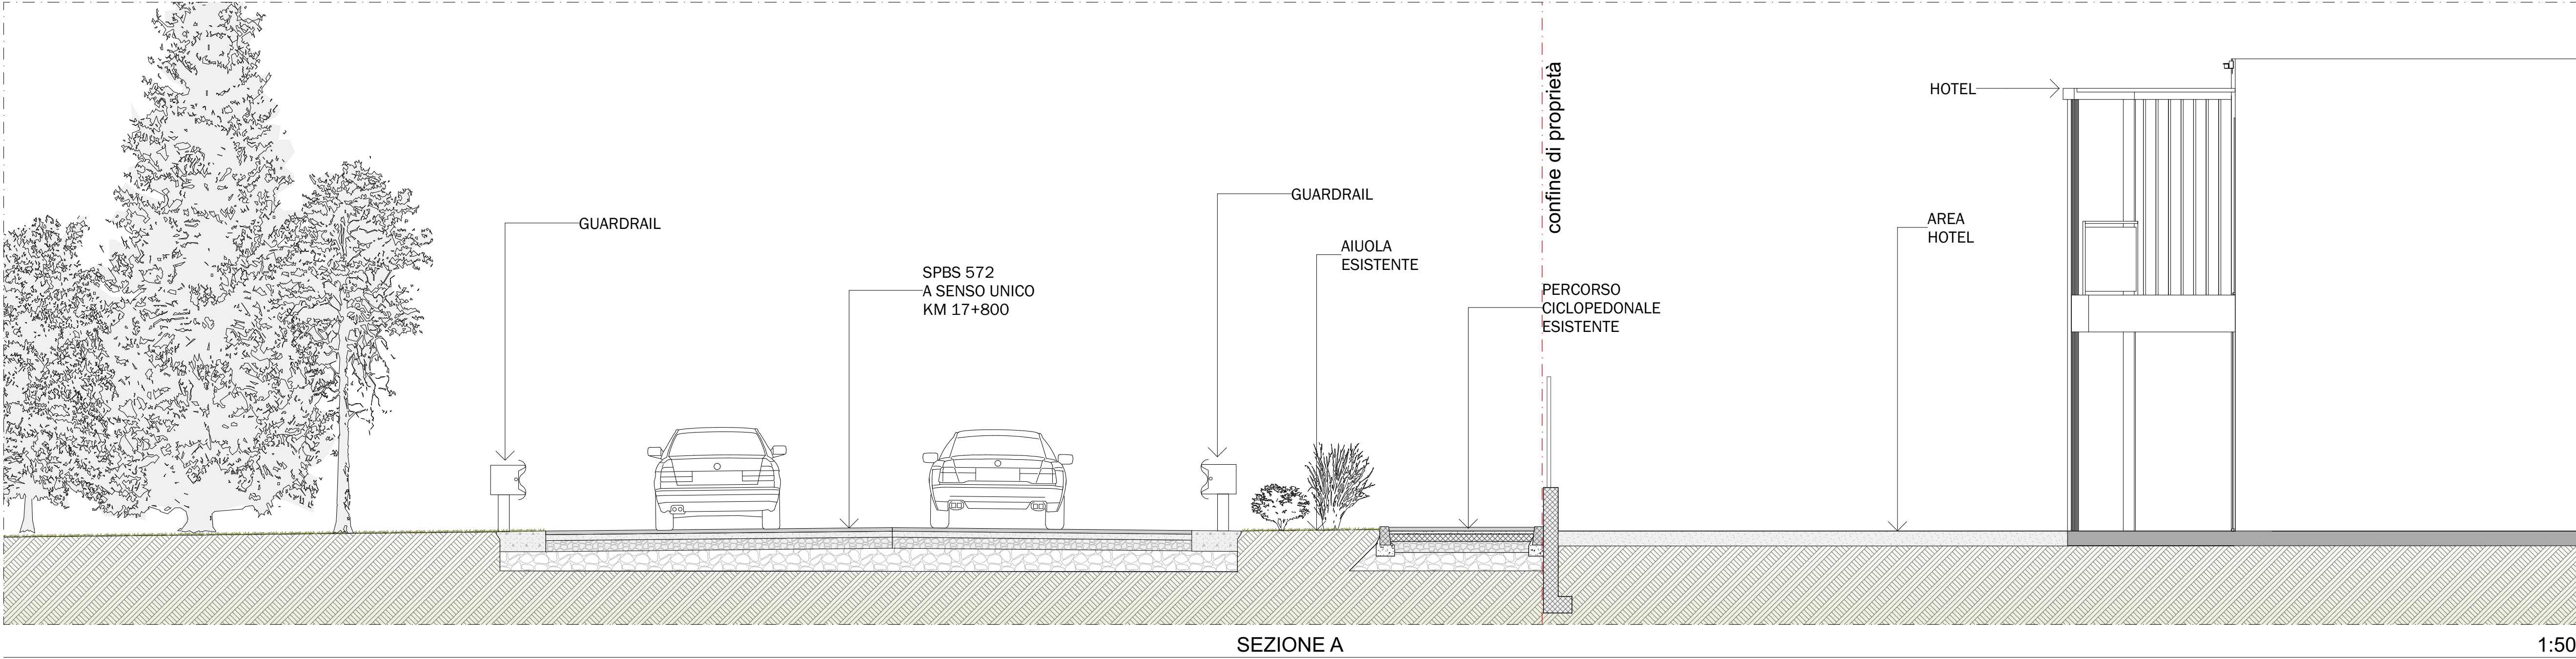 GUARDRAIL
SPBS 572
A SENSO UNICO
KM 17+800
GUARDRAIL
AIUOLA
ESISTENTE
confine di proprietà
PERCORSO
CICLOPEDONALE
ESISTENTE
AREA
HOTEL
HOTEL
SEZIONE A
1:50